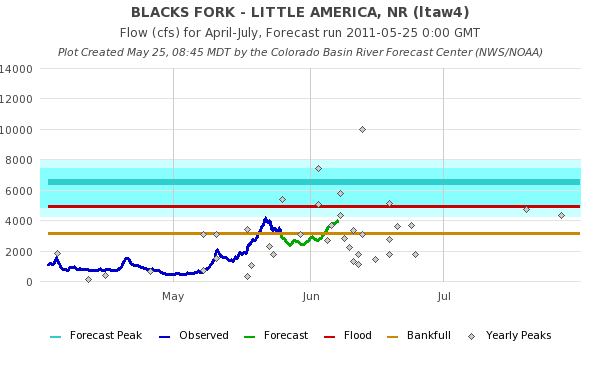 BLACKS FORK - LITTLE AMERICA, NR (ltaw4)
Flow (cfs) for April-July, Forecast run 2011-05-25 0:00 GMT
Plot Created May 25, 08:45 MDT by the Colorado Basin River Forecast Center (NWS/NOAA)
14000
12000
10000
8000
6000
4000
2000
0
May Jun Jul
Forecast Peak Observed Forecast Flood Bankfull Yearly Peaks